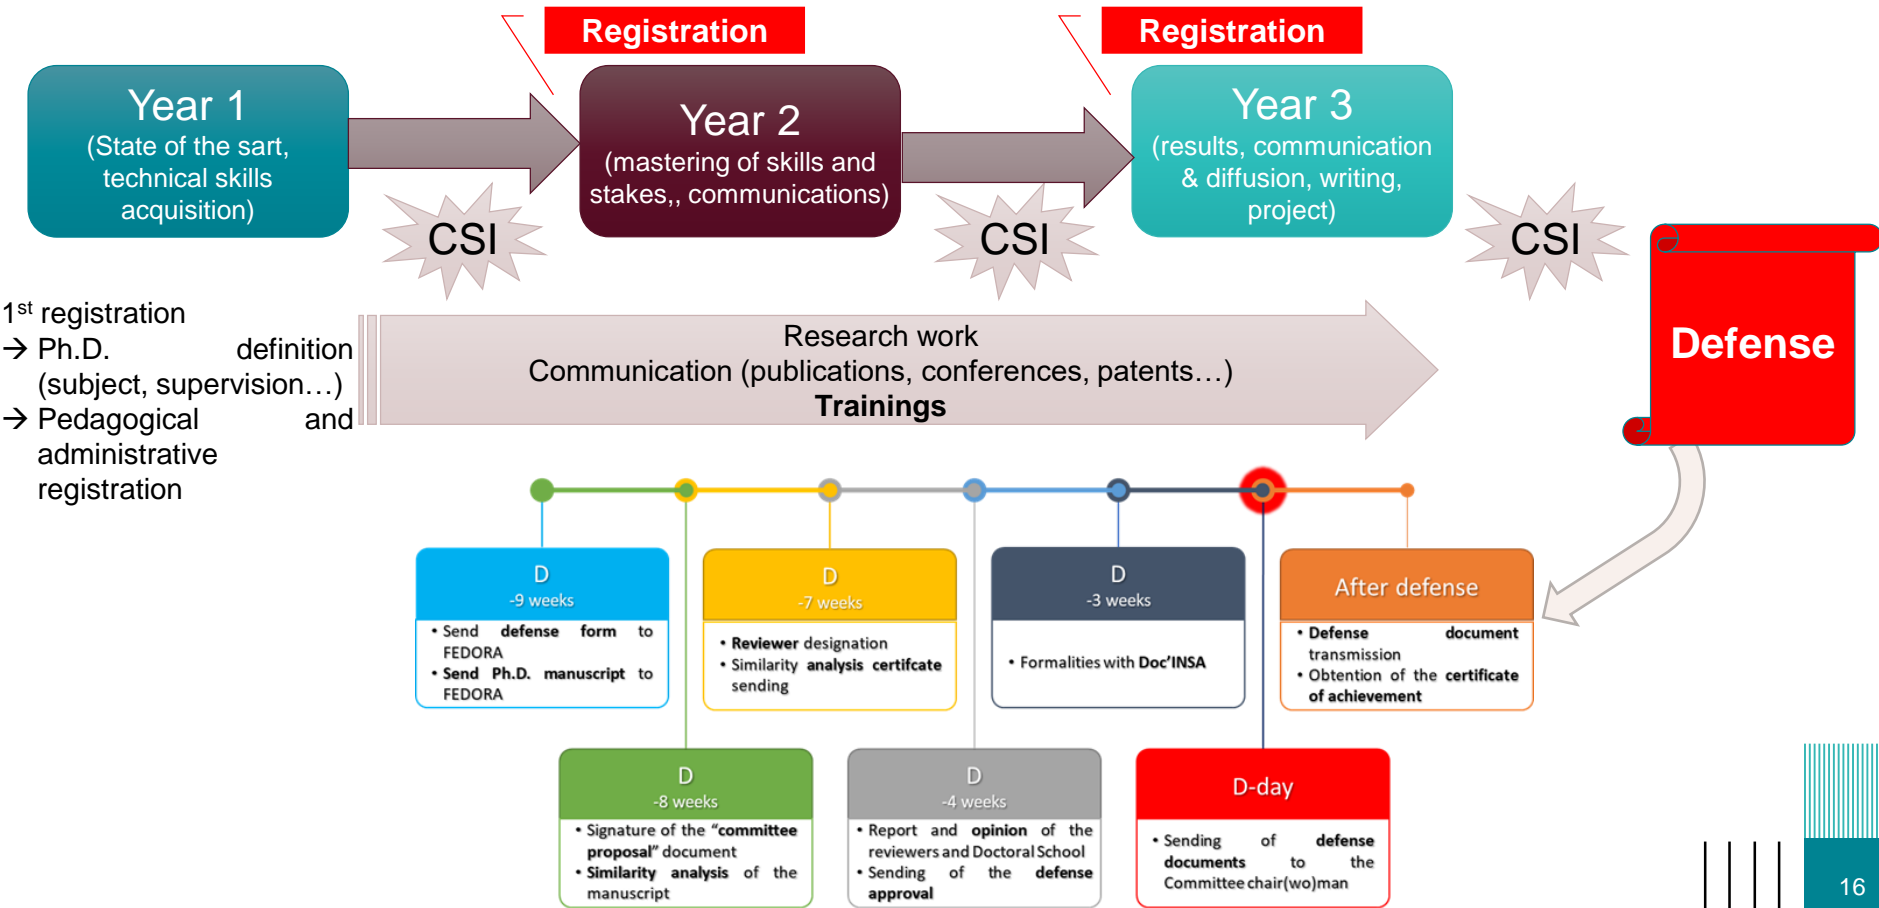 Registration
Registration
Year 1
(State of the sart,
technical skills
acquisition)
Year 2
(mastering of skills and
stakes,, communications)
Year 3
(results, communication
& diffusion, writing,
project)
CSI
CSI
CSI
Defense
1st registration
→ Ph.D. definition
(subject, supervision…)
→ Pedagogical and
administrative
registration
Research work
Communication (publications, conferences, patents…)
Trainings
D
-9 weeks
• Send defense form to
FEDORA
• Send Ph.D. manuscript to
FEDORA
D
-7 weeks
• Reviewer designation
• Similarity analysis certifcate
sending
D
-3 weeks
• Formalities with Doc'INSA
After defense
• Defense document
transmission
• Obtention of the certificate
of achievement
D
-8 weeks
• Signature of the “committee
proposal” document
• Similarity analysis of the
manuscript
D
-4 weeks
• Report and opinion of the
reviewers and Doctoral School
• Sending of the defense
approval
D-day
• Sending of defense
documents to the
Committee chair(wo)man
16